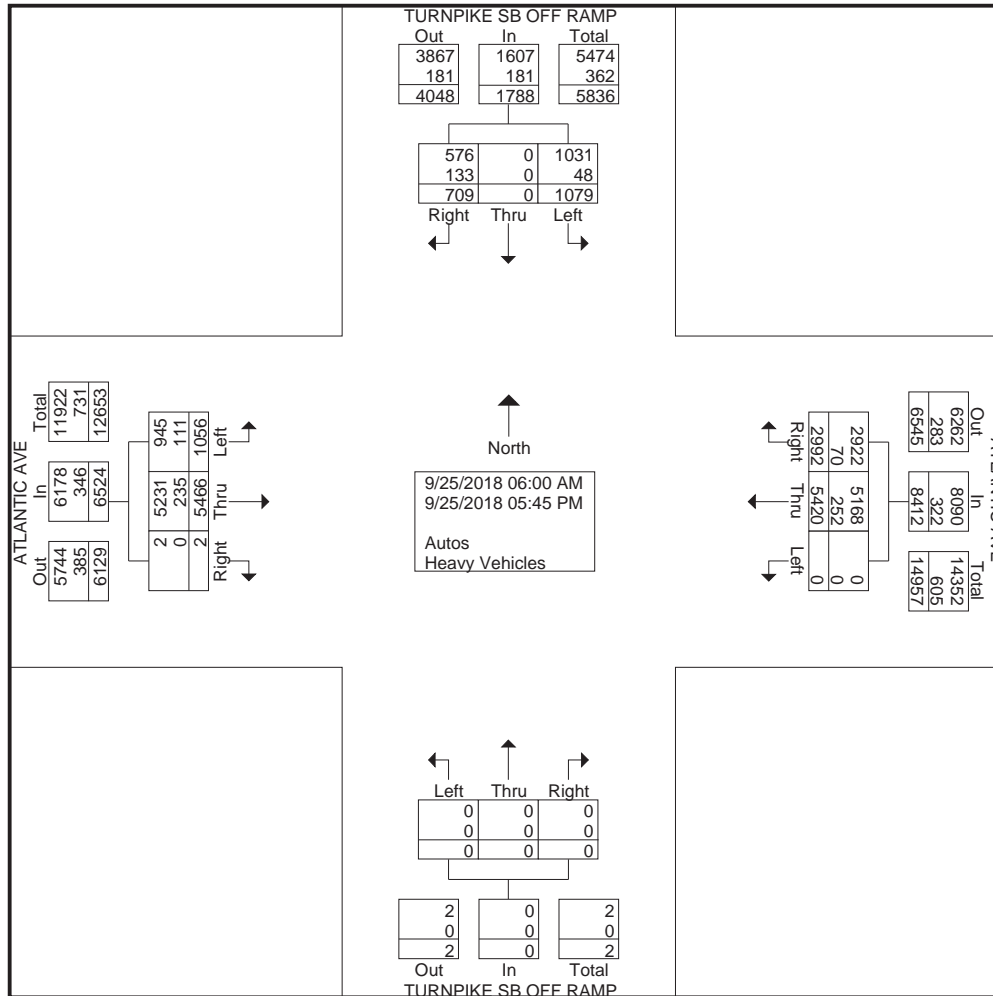 TURNPIKE SB OFF RAMP
Out In Total
3867 1607 5474
181 181 362
4048 1788 5836
576 0 1031
133 0 48
709 0 1079
Right Thru Left
ATLANTIC AVE
Out In Total
5744 6178 11922
385 346 731
6129 6524 12653
Left Thru Right
945 5231 2
111 235 0
1056 5466 2
North
9/25/2018 06:00 AM
9/25/2018 05:45 PM
Autos
Heavy Vehicles
Right Thru Left
2922 5168 0
70 252 0
2992 5420 0
Out In Total
6262 8090 14352
283 322 605
6545 8412 14957
Left Thru Right
0 0 0
0 0 0
0 0 0
2 0 2
0 0 0
2 0 2
Out In Total
TURNPIKE SB OFF RAMP